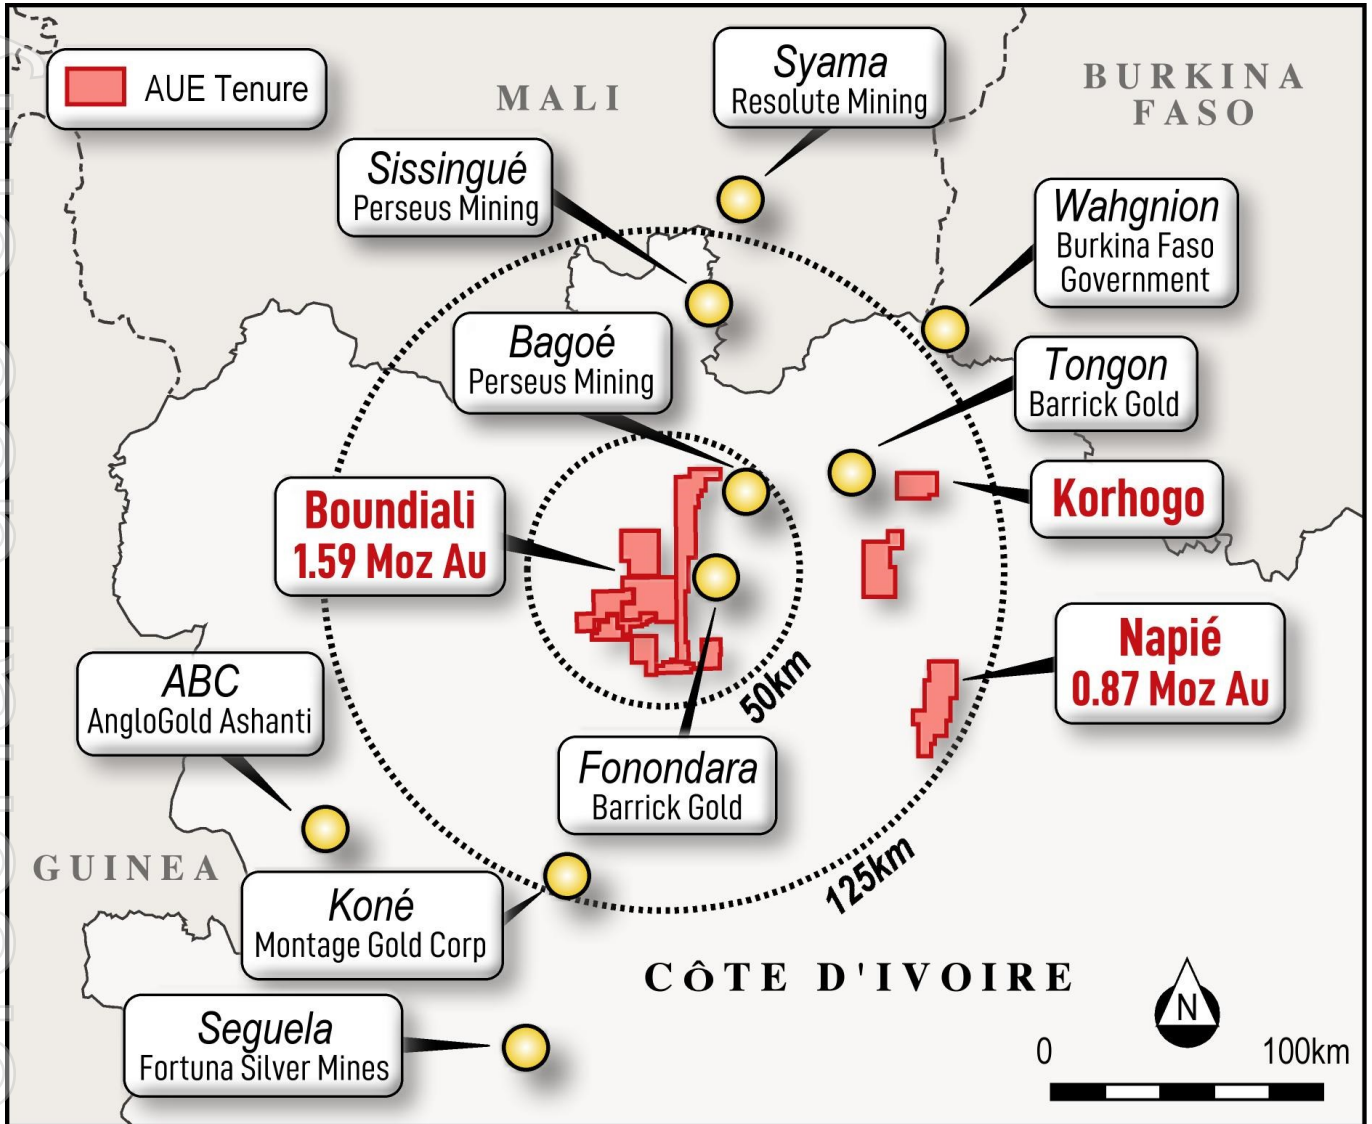 AUE Tenure
MALI
Syama
Resolute Mining
BURKINA
FASO
Sissingué
Perseus Mining
Wahgnion
Burkina Faso
Government
Bagoé
Perseus Mining
Tongon
Barrick Gold
Boundiali
1.59 Moz Au
Korhogo
Napié
0.87 Moz Au
50km
ABC
AngloGold Ashanti
Fonondara
Barrick Gold
125km
GUINEA
Koné
Montage Gold Corp
CÔTE D'IVOIRE
Seguela
Fortuna Silver Mines
N
0
100km